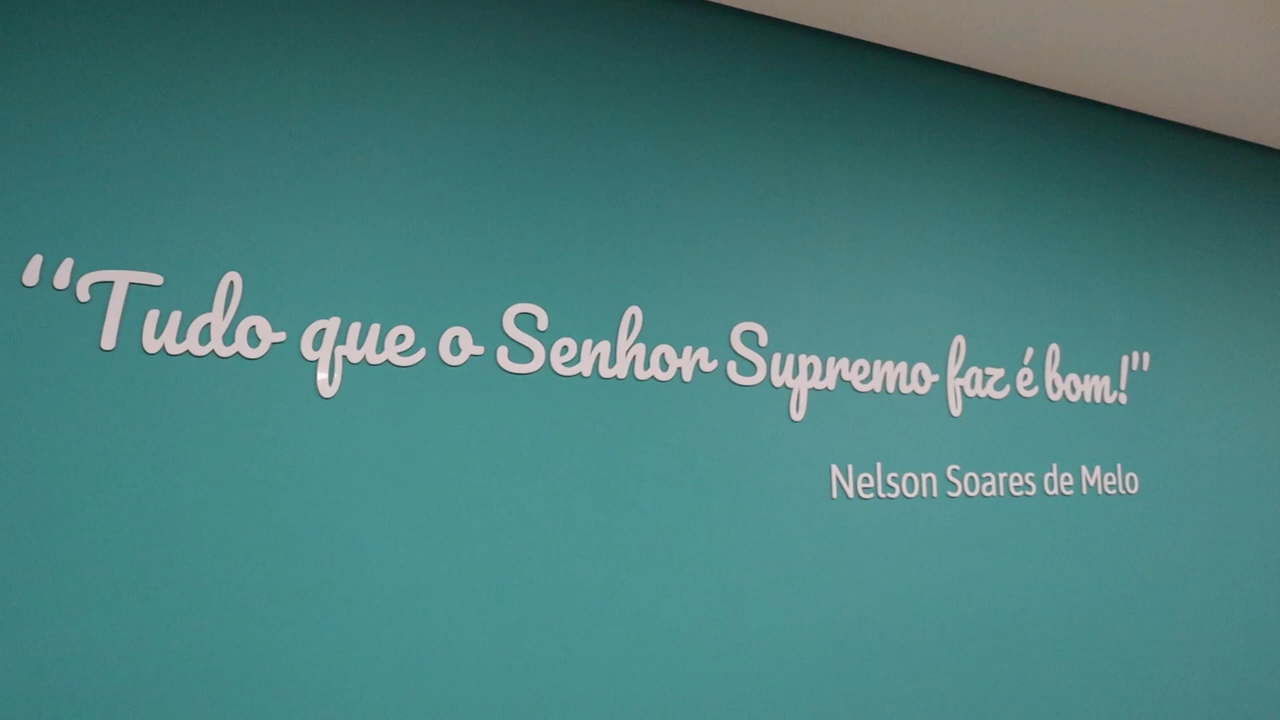 “Tudo que o Senhor Supremo faz é bom!"
Nelson Soares de Melo